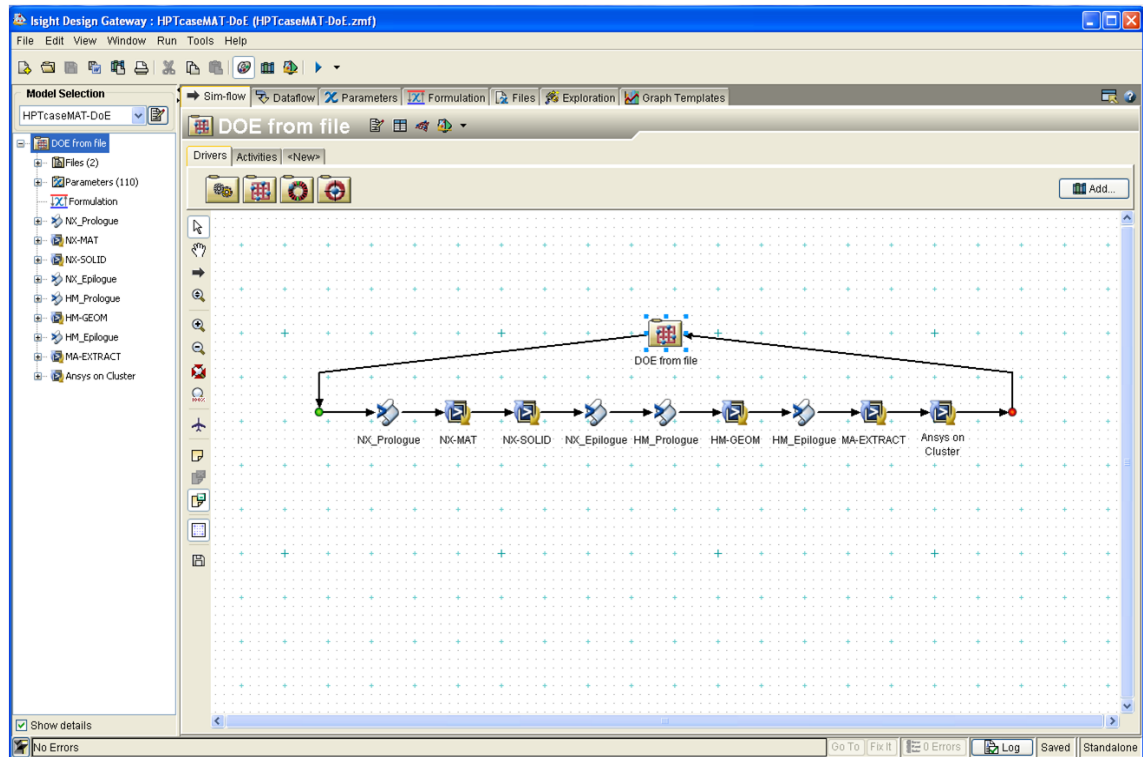 Isight Design Gateway : HPTcaseMAT-DoE (HPTcaseMAT-DoE.zmf)
File Edit View Window Run Tools Help
Model Selection
HPTcaseMAT-DoE
DOE from file
Files (2)
Parameters (110)
Formulation
NX_Prologue
NX-MAT
NX-SOLID
NX_Epilogue
HM_Prologue
HM-GEOM
HM_Epilogue
MA-EXTRACT
Ansys on Cluster
Show details
Sim-flow Dataflow Parameters Formulation Files Exploration Graph Templates
DOE from file
Drivers Activities <New>
Add...
DOE from file
NX_Prologue NX-MAT NX-SOLID NX_Epilogue HM_Prologue HM-GEOM HM_Epilogue MA-EXTRACT Ansys on
Cluster
No Errors Go To Fix It 0 Errors Log Saved Standalone